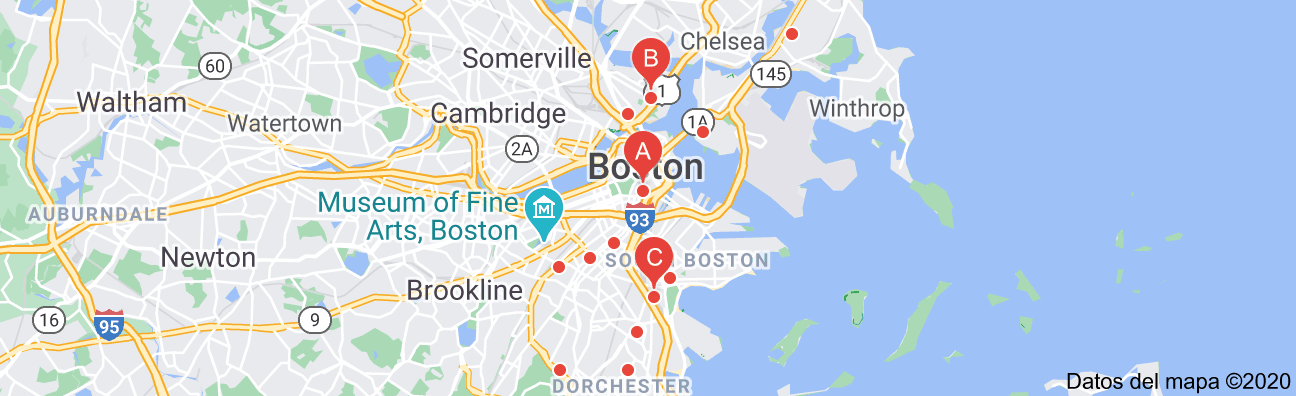 Somerville
Chelsea
B
60
145
1
Waltham
Cambridge
Winthrop
Watertown
1A
2A
A
Boston
Museum of Fine
Arts, Boston
M
AUBURNDALE
93
Newton
C
SOUTH BOSTON
Brookline
16
95
9
DORCHESTER
Datos del mapa ©2020